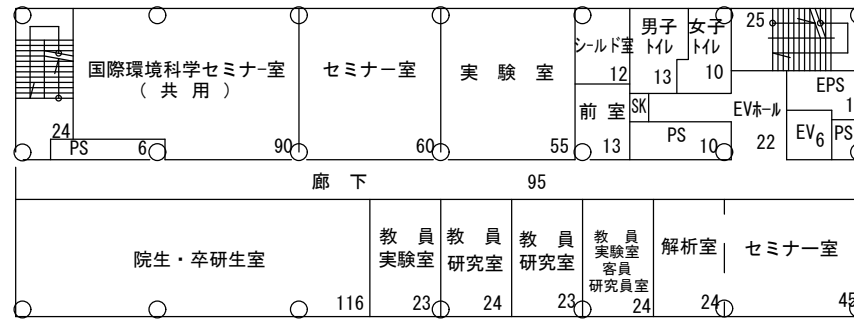 国際環境科学セミナー室
（ 共 用 ）
24
PS
6
90
セミナー室
60
実 験 室
55
シールド室
12
前 室
13
男子
トイレ
13
女子
トイレ
10
SK
PS
10
25
EVホール
22
EPS
1
EV
6
PS
廊 下
95
院生・卒研生室
116
教 員
実験室
23
教 員
研究室
24
教 員
研究室
23
教 員
実験室
客員
研究員室
24
解析室
24
セミナー室
45